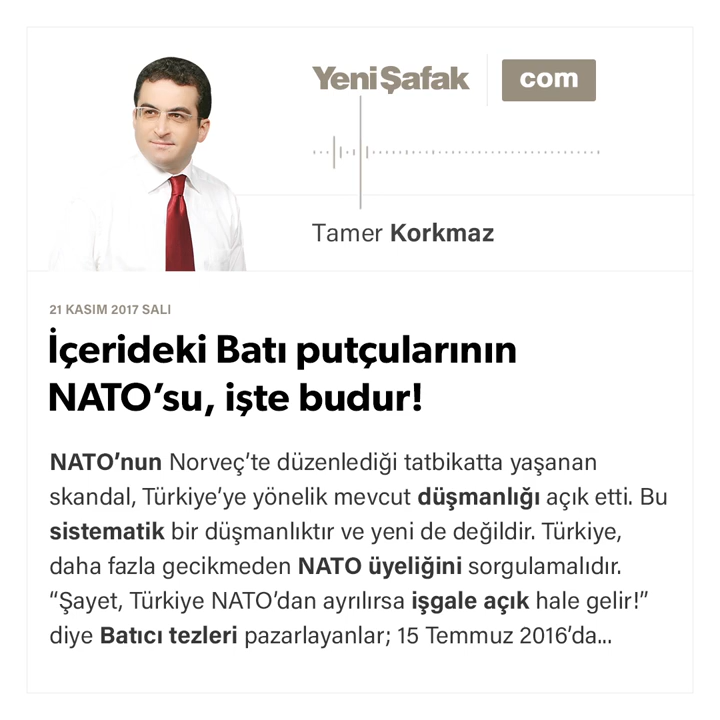 YeniŞafak com
Tamer Korkmaz
21 KASIM 2017 SALI
İçerideki Batı putçularının
NATO’su, işte budur!
NATO’nun Norveç’te düzenlediği tatbikatta yaşanan
skandal, Türkiye’ye yönelik mevcut düşmanlığı açık etti. Bu
sistematik bir düşmanlıktır ve yeni de değildir. Türkiye,
daha fazla gecikmeden NATO üyeliğini sorgulamalıdır.
“Şayet, Türkiye NATO’dan ayrılırsa işgale açık hale gelir!”
diye Batıcı tezleri pazarlayanlar; 15 Temmuz 2016’da...